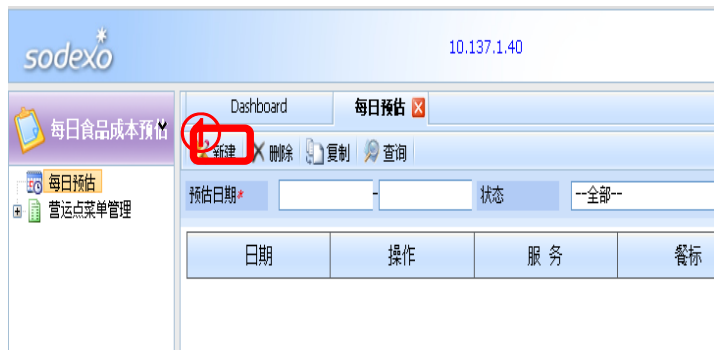 sodexo
10.137.1.40
每日食品成本预估
Dashboard 每日预估
①
新建 删除 复制 查询
每日预估
营运点菜单管理
预估日期* - 状态 --全部--
日期 操作 服 务 餐标